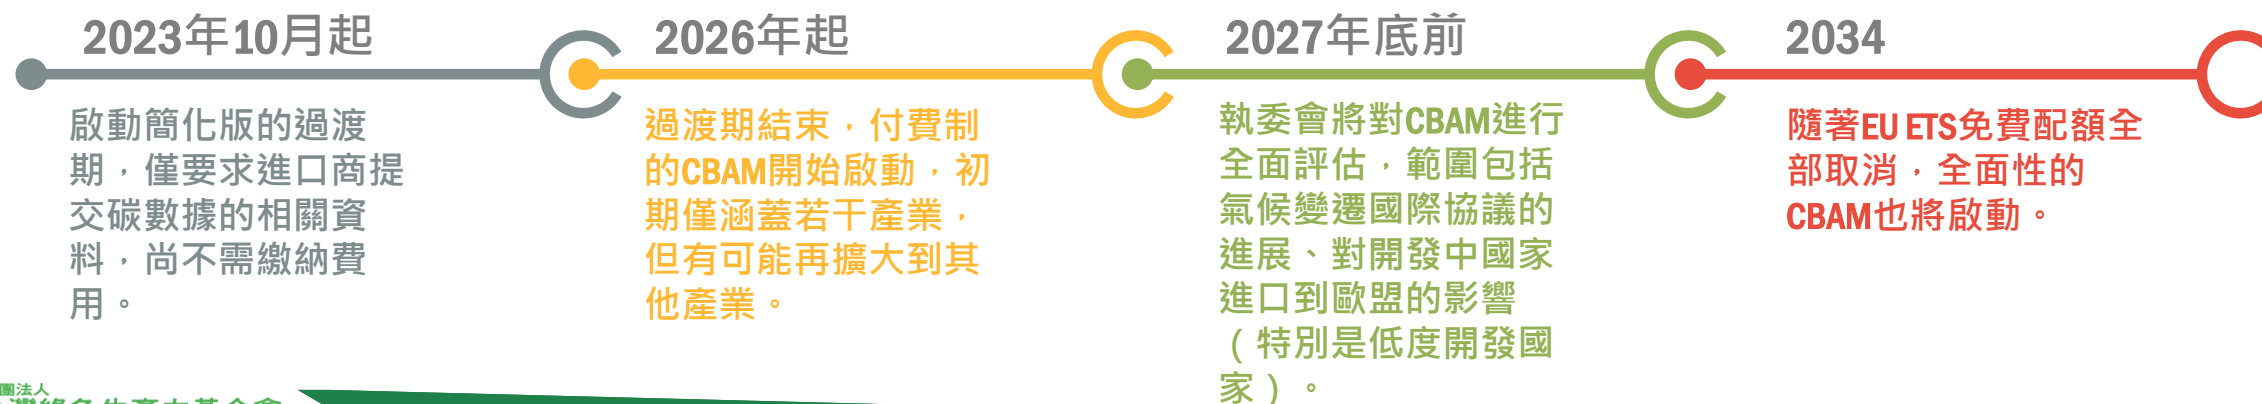 2023年10月起
啟動簡化版的過渡
期，僅要求進口商提
交碳數據的相關資
料，尚不需繳納費
用。
2026年起
過渡期結束，付費制
的CBAM開始啟動，初
期僅涵蓋若干產業，
但有可能再擴大到其
他產業。
2027年底前
執委會將對CBAM進行
全面評估，範圍包括
氣候變遷國際協議的
進展、對開發中國家
進口到歐盟的影響
（特別是低度開發國
家）。
2034
隨著EU ETS免費配額全
部取消，全面性的
CBAM也將啟動。
團法人